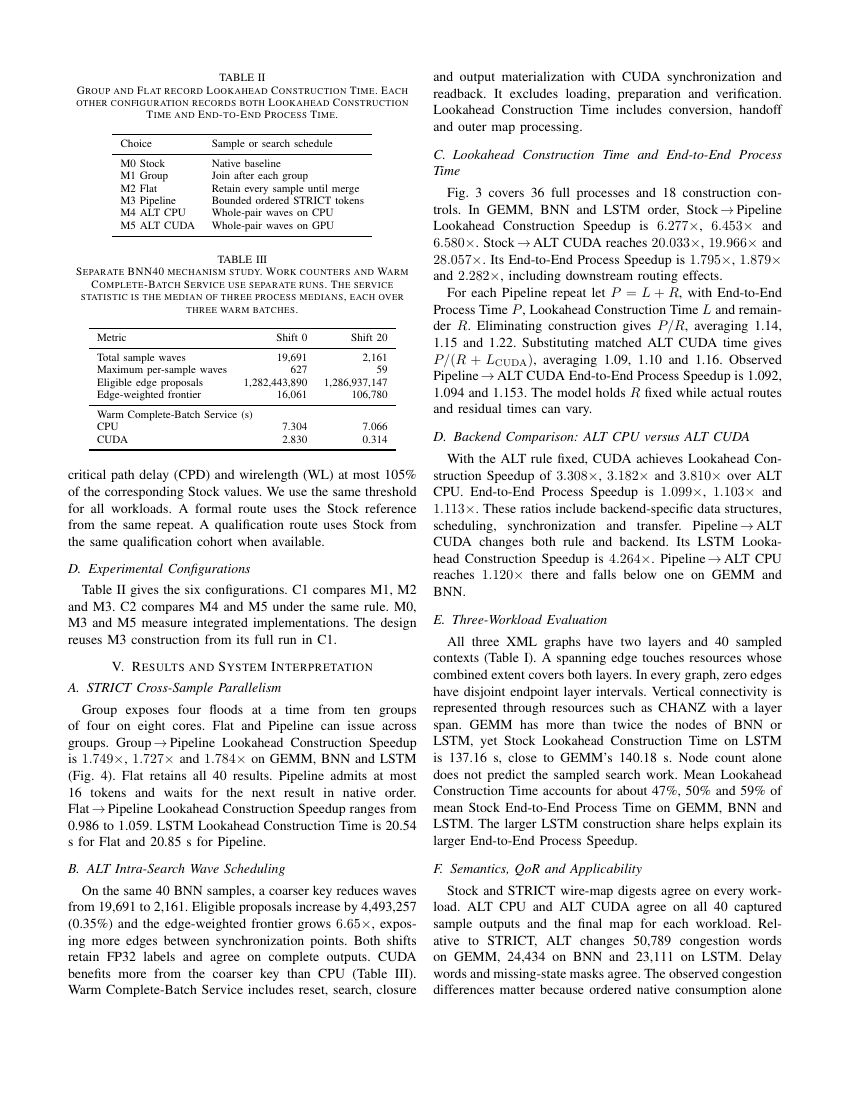 TABLE II
GROUP AND FLAT RECORD LOOKAHEAD CONSTRUCTION TIME. EACH
OTHER CONFIGURATION RECORDS BOTH LOOKAHEAD CONSTRUCTION
TIME AND END-TO-END PROCESS TIME.
Choice Sample or search schedule
M0 Stock Native baseline
M1 Group Join after each group
M2 Flat Retain every sample until merge
M3 Pipeline Bounded ordered STRICT tokens
M4 ALT CPU Whole-pair waves on CPU
M5 ALT CUDA Whole-pair waves on GPU
TABLE III
SEPARATE BNN40 MECHANISM STUDY. WORK COUNTERS AND WARM
COMPLETE-BATCH SERVICE USE SEPARATE RUNS. THE SERVICE
STATISTIC IS THE MEDIAN OF THREE PROCESS MEDIANS, EACH OVER
THREE WARM BATCHES.
Metric Shift 0 Shift 20
Total sample waves 19,691 2,161
Maximum per-sample waves 627 59
Eligible edge proposals 1,282,443,890 1,286,937,147
Edge-weighted frontier 16,061 106,780
Warm Complete-Batch Service (s)
CPU 7.304 7.066
CUDA 2.830 0.314
critical path delay (CPD) and wirelength (WL) at most 105%
of the corresponding Stock values. We use the same threshold
for all workloads. A formal route uses the Stock reference
from the same repeat. A qualification route uses Stock from
the same qualification cohort when available.
D. Experimental Configurations
Table II gives the six configurations. C1 compares M1, M2
and M3. C2 compares M4 and M5 under the same rule. M0,
M3 and M5 measure integrated implementations. The design
reuses M3 construction from its full run in C1.
V. RESULTS AND SYSTEM INTERPRETATION
A. STRICT Cross-Sample Parallelism
Group exposes four floods at a time from ten groups
of four on eight cores. Flat and Pipeline can issue across
groups. Group → Pipeline Lookahead Construction Speedup
is 1.749×, 1.727× and 1.784× on GEMM, BNN and LSTM
(Fig. 4). Flat retains all 40 results. Pipeline admits at most
16 tokens and waits for the next result in native order.
Flat → Pipeline Lookahead Construction Speedup ranges from
0.986 to 1.059. LSTM Lookahead Construction Time is 20.54
s for Flat and 20.85 s for Pipeline.
B. ALT Intra-Search Wave Scheduling
On the same 40 BNN samples, a coarser key reduces waves
from 19,691 to 2,161. Eligible proposals increase by 4,493,257
(0.35%) and the edge-weighted frontier grows 6.65×, expos-
ing more edges between synchronization points. Both shifts
retain FP32 labels and agree on complete outputs. CUDA
benefits more from the coarser key than CPU (Table III).
Warm Complete-Batch Service includes reset, search, closure
and output materialization with CUDA synchronization and
readback. It excludes loading, preparation and verification.
Lookahead Construction Time includes conversion, handoff
and outer map processing.
C. Lookahead Construction Time and End-to-End Process
Time
Fig. 3 covers 36 full processes and 18 construction con-
trols. In GEMM, BNN and LSTM order, Stock → Pipeline
Lookahead Construction Speedup is 6.277×, 6.453× and
6.580×. Stock → ALT CUDA reaches 20.033×, 19.966× and
28.057×. Its End-to-End Process Speedup is 1.795×, 1.879×
and 2.282×, including downstream routing effects.
For each Pipeline repeat let P = L + R, with End-to-End
Process Time P, Lookahead Construction Time L and remain-
der R. Eliminating construction gives P/R, averaging 1.14,
1.15 and 1.22. Substituting matched ALT CUDA time gives
P/(R + L_CUDA), averaging 1.09, 1.10 and 1.16. Observed
Pipeline → ALT CUDA End-to-End Process Speedup is 1.092,
1.094 and 1.153. The model holds R fixed while actual routes
and residual times can vary.
D. Backend Comparison: ALT CPU versus ALT CUDA
With the ALT rule fixed, CUDA achieves Lookahead Con-
struction Speedup of 3.308×, 3.182× and 3.810× over ALT
CPU. End-to-End Process Speedup is 1.099×, 1.103× and
1.113×. These ratios include backend-specific data structures,
scheduling, synchronization and transfer. Pipeline → ALT
CUDA changes both rule and backend. Its LSTM Looka-
head Construction Speedup is 4.264×. Pipeline → ALT CPU
reaches 1.120× there and falls below one on GEMM and
BNN.
E. Three-Workload Evaluation
All three XML graphs have two layers and 40 sampled
contexts (Table I). A spanning edge touches resources whose
combined extent covers both layers. In every graph, zero edges
have disjoint endpoint layer intervals. Vertical connectivity is
represented through resources such as CHANZ with a layer
span. GEMM has more than twice the nodes of BNN or
LSTM, yet Stock Lookahead Construction Time on LSTM
is 137.16 s, close to GEMM's 140.18 s. Node count alone
does not predict the sampled search work. Mean Lookahead
Construction Time accounts for about 47%, 50% and 59% of
mean Stock End-to-End Process Time on GEMM, BNN and
LSTM. The larger LSTM construction share helps explain its
larger End-to-End Process Speedup.
F. Semantics, QoR and Applicability
Stock and STRICT wire-map digests agree on every work-
load. ALT CPU and ALT CUDA agree on all 40 captured
sample outputs and the final map for each workload. Rel-
ative to STRICT, ALT changes 50,789 congestion words
on GEMM, 24,434 on BNN and 23,111 on LSTM. Delay
words and missing-state masks agree. The observed congestion
differences matter because ordered native consumption alone